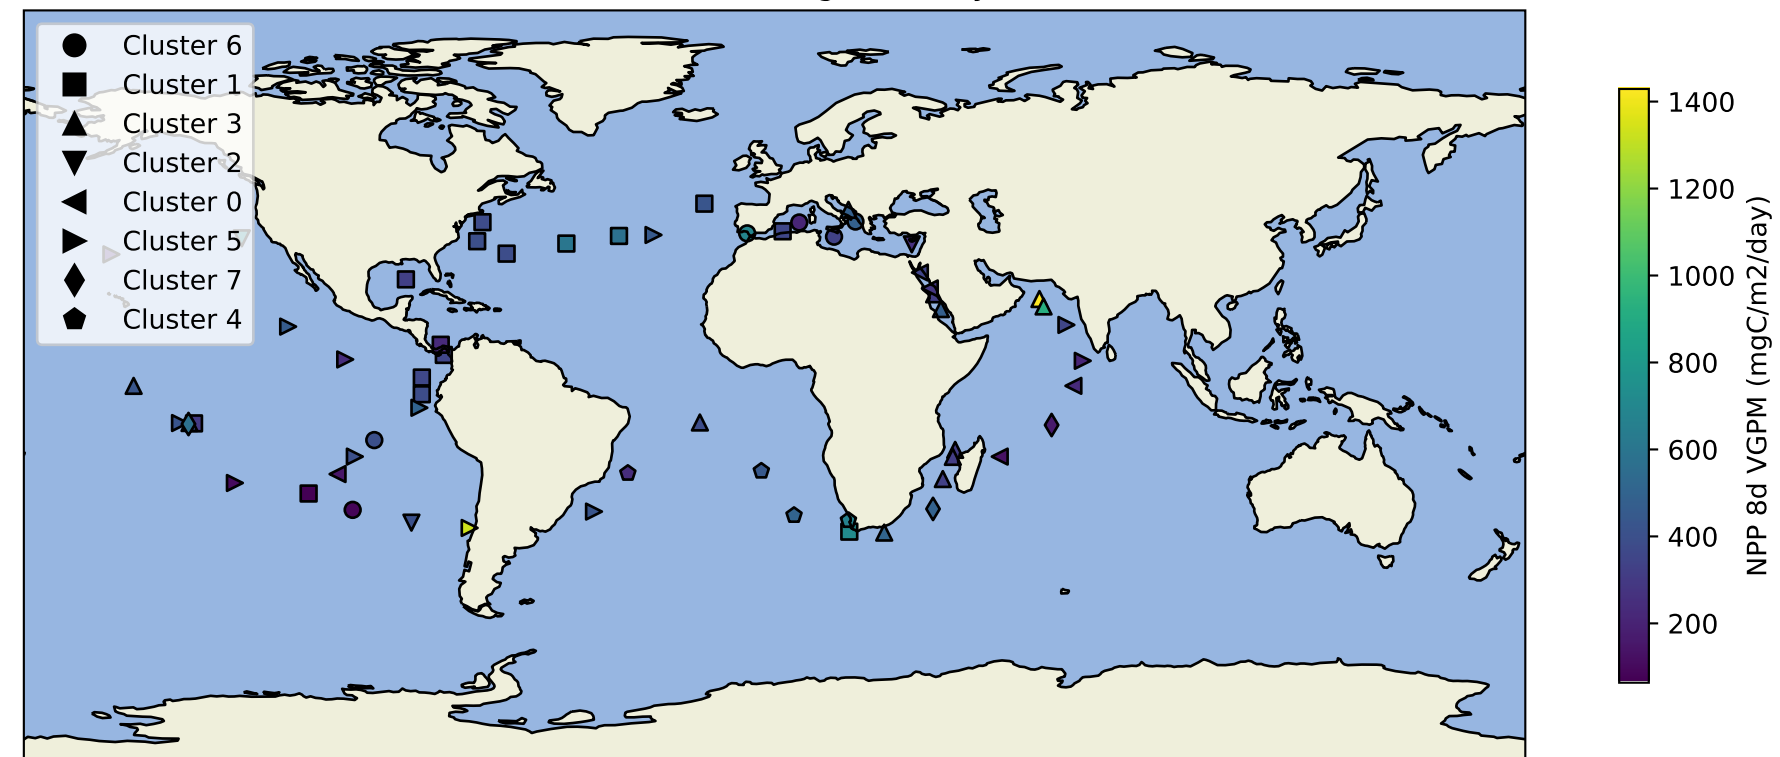 Cluster 6
Cluster 1
Cluster 3
Cluster 2
Cluster 0
Cluster 5
Cluster 7
Cluster 4
1400
1200
1000
800
600
400
200
NPP 8d VGPM (mgC/m2/day)